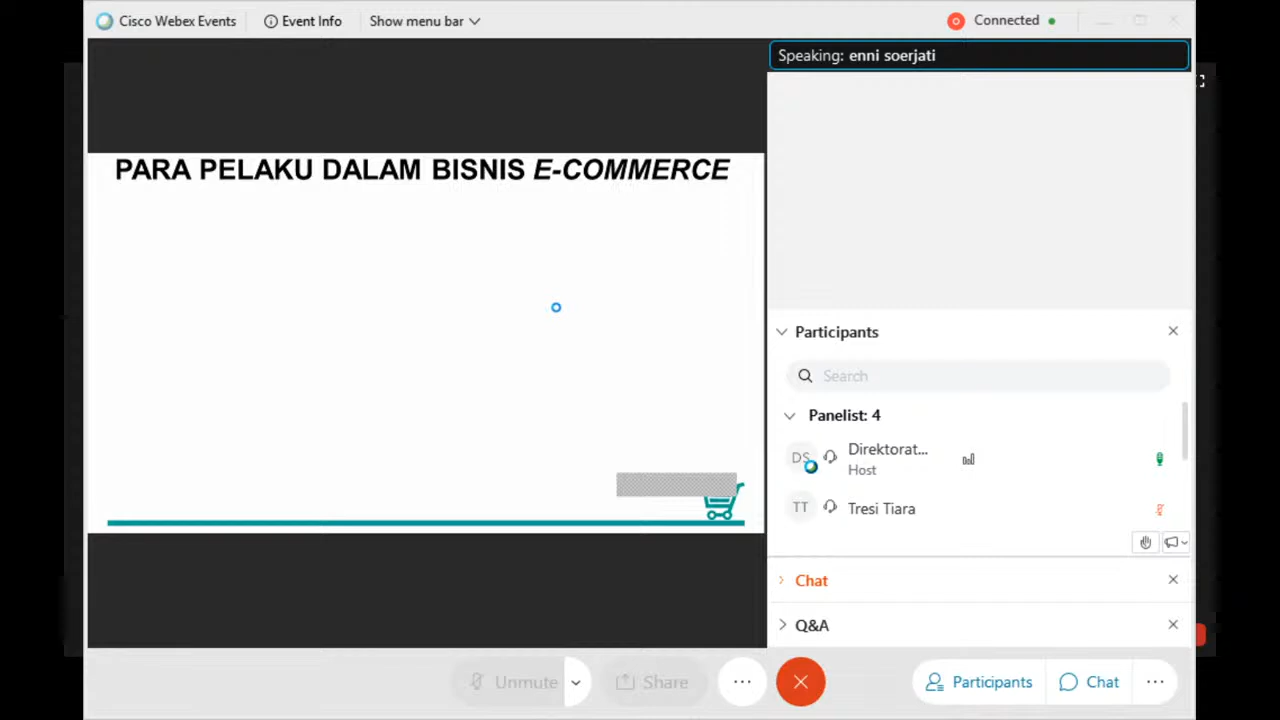 Cisco Webex Events
Event Info
Show menu bar
Connected
Speaking: enni soerjati
PARA PELAKU DALAM BISNIS E-COMMERCE
Participants
Search
Panelist: 4
DS
Direktorat...
Host
TT
Tresi Tiara
Chat
Q&A
Unmute
Share
...
Participants
Chat
...